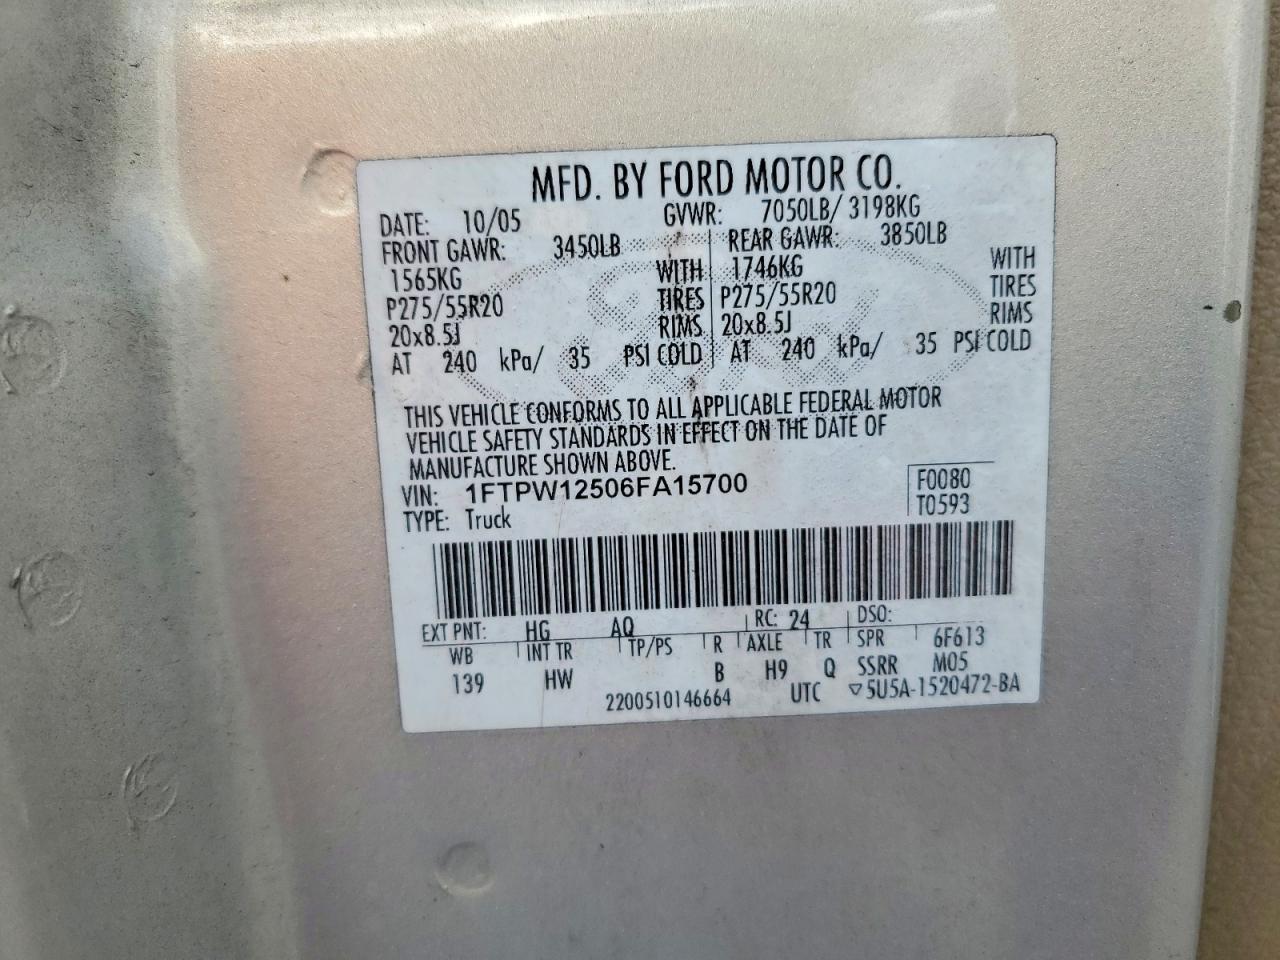 MFD. BY FORD MOTOR CO.
DATE: 10/05 GVWR: 7050LB/ 3198KG
FRONT GAWR: 3450LB REAR GAWR: 3850LB
1565KG WITH 1746KG WITH
P275/55R20 TIRES P275/55R20 TIRES
20x8.5J RIMS 20x8.5J RIMS
AT 240 kPa/ 35 PSI COLD AT 240 kPa/ 35 PSI COLD
THIS VEHICLE CONFORMS TO ALL APPLICABLE FEDERAL MOTOR
VEHICLE SAFETY STANDARDS IN EFFECT ON THE DATE OF
MANUFACTURE SHOWN ABOVE.
VIN: 1FTPW12506FA15700 F0080
TYPE: Truck T0593
EXT PNT: HG AQ RC: 24 DSO:
WB INT TR TP/PS R AXLE TR SPR 6F613
139 HW B H9 Q SSRR M05
2200510146664 UTC ▽5U5A-1520472-BA